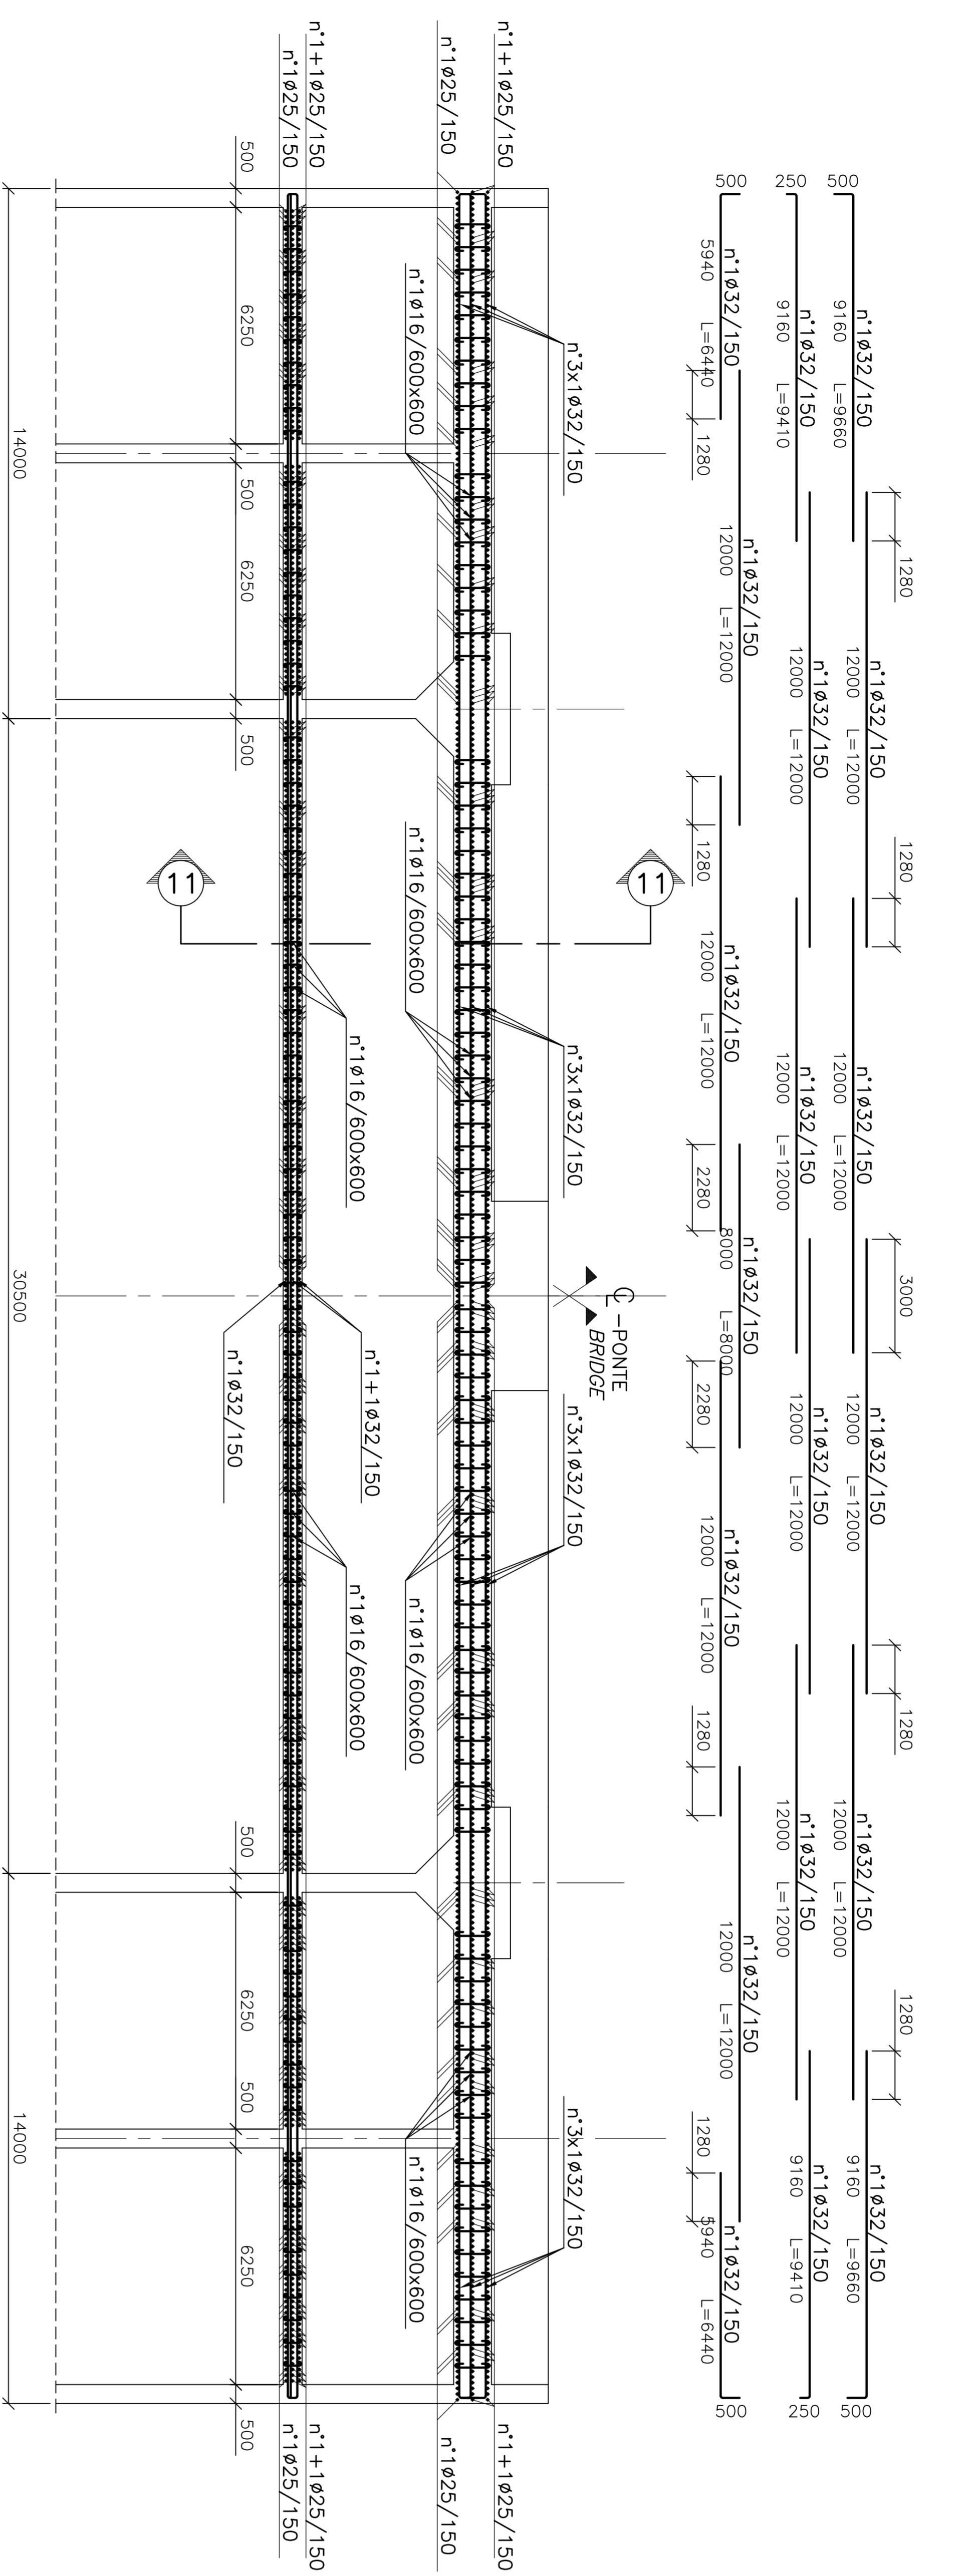 1280 1280 3000 1280 1280
n°1ø32/150 n°1ø32/150 n°1ø32/150 n°1ø32/150 n°1ø32/150 n°1ø32/150
500 9160 L=9660 12000 L=12000 12000 L=12000 12000 L=12000 12000 L=12000 9160 L=9660 500
n°1ø32/150 n°1ø32/150 n°1ø32/150 n°1ø32/150 n°1ø32/150 n°1ø32/150
250 9160 L=9410 12000 L=12000 12000 L=12000 12000 L=12000 12000 L=12000 9160 L=9410 250
n°1ø32/150 n°1ø32/150 n°1ø32/150 n°1ø32/150 n°1ø32/150 n°1ø32/150 n°1ø32/150
500 5940 L=6440 12000 L=12000 12000 L=12000 8000 L=8000 12000 L=12000 12000 L=12000 5940 L=6440 500
1280 1280 2280 2280 1280 1280
11
℄ -PONTE
BRIDGE
n°3x1ø32/150 n°3x1ø32/150 n°3x1ø32/150 n°3x1ø32/150
n°1+1ø25/150 n°1+1ø25/150
n°1ø25/150 n°1ø25/150
n°1ø16/600x600 n°1ø16/600x600 n°1ø16/600x600 n°1ø16/600x600
n°1ø16/600x600 n°1+1ø32/150 n°1ø16/600x600
n°1+1ø25/150 n°1+1ø25/150
n°1ø25/150 n°1ø25/150
n°1ø32/150
500 6250 500 6250 500 500 6250 500 6250 500
11
14000 30500 14000